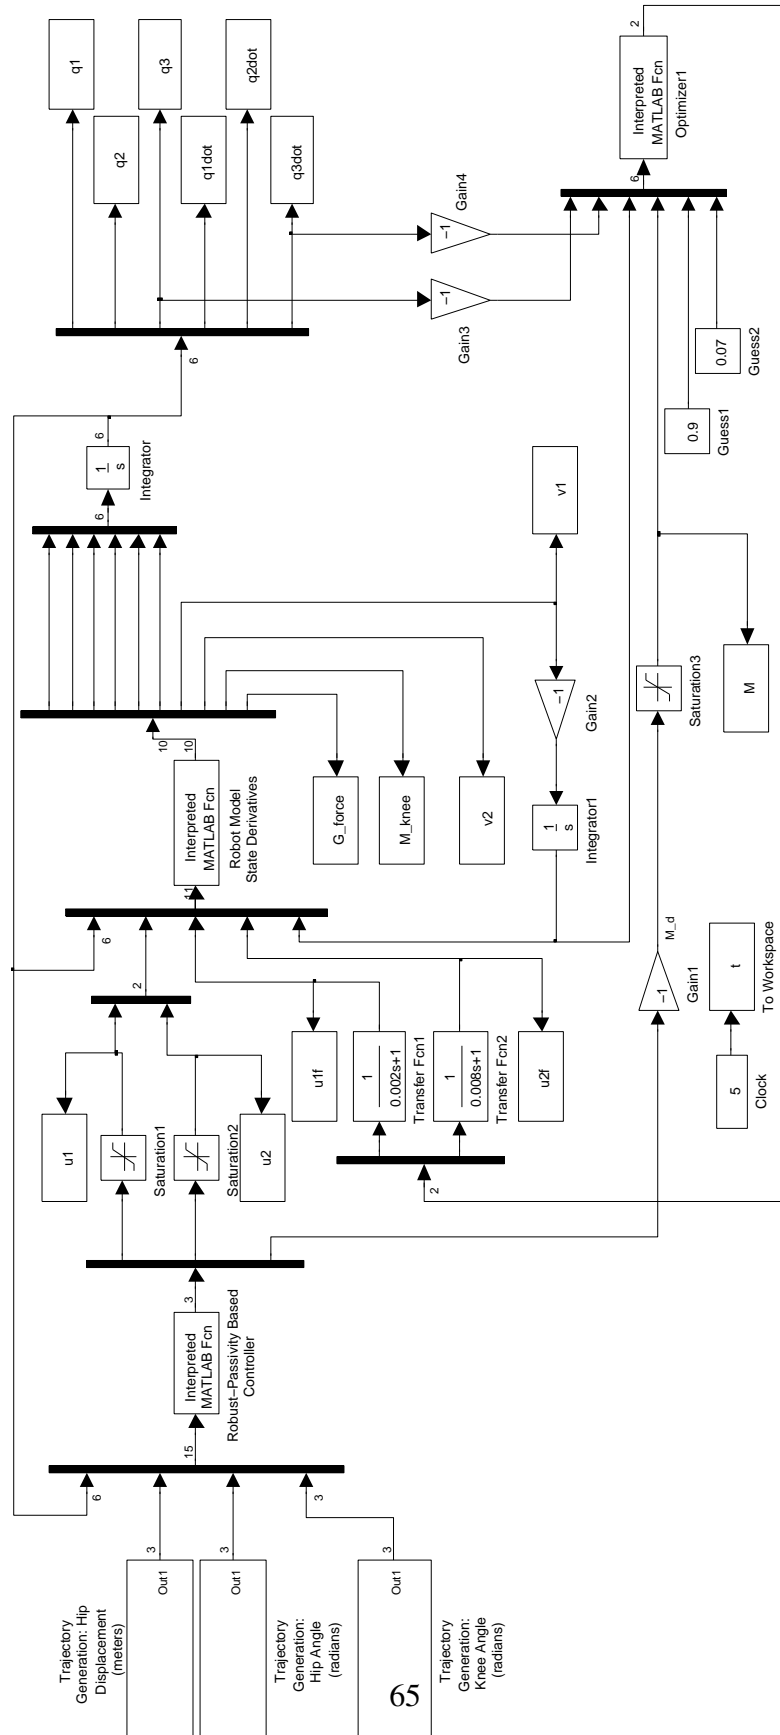 Trajectory
Generation: Hip
Displacement
(meters)
Out1
3
Trajectory
Generation:
Hip Angle
(radians)
Out1
3
Trajectory
Generation:
Knee Angle
(radians)
Out1
3
6
15
Interpreted
MATLAB Fcn
Robust−Passivity Based
Controller
3
u1
Saturation1
Saturation2
u2
2
6
u1f
1
0.002s+1
Transfer Fcn1
1
0.008s+1
Transfer Fcn2
u2f
2
11
Interpreted
MATLAB Fcn
Robot Model
State Derivatives
10
10
G_force
M_knee
v2
v1
−1
Gain2
1
s
Integrator1
6
1
s
Integrator
6
6
q1
q2
q3
q1dot
q2dot
q3dot
−1
Gain3
−1
Gain4
−1
Gain1
M_d
Saturation3
M
0.9
Guess1
0.07
Guess2
6
Interpreted
MATLAB Fcn
Optimizer1
2
5
Clock
t
To Workspace
65